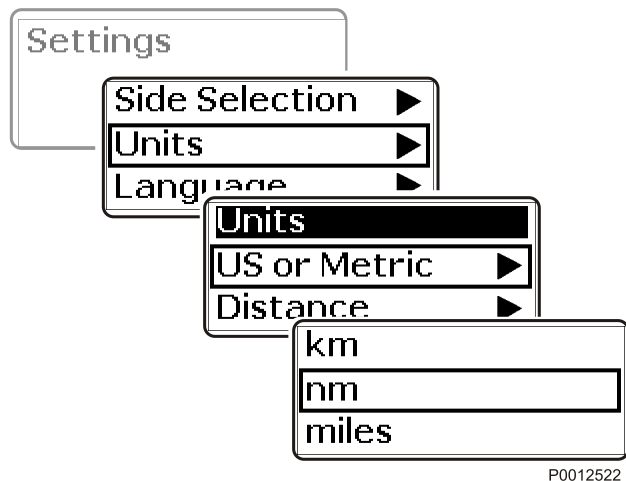 Settings
Side Selection
Units
Language
Units
US or Metric
Distance
km
nm
miles
P0012522